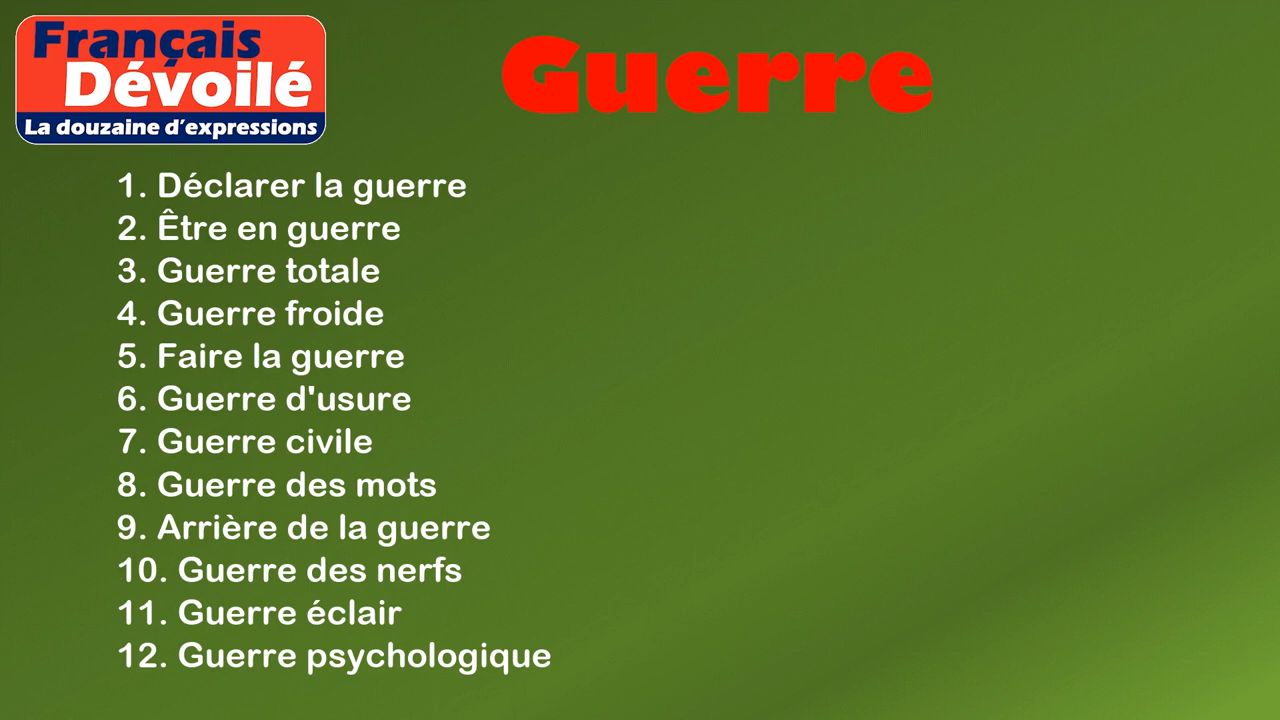 Français
Dévoilé
La douzaine d'expressions
Guerre
1. Déclarer la guerre
2. Être en guerre
3. Guerre totale
4. Guerre froide
5. Faire la guerre
6. Guerre d'usure
7. Guerre civile
8. Guerre des mots
9. Arrière de la guerre
10. Guerre des nerfs
11. Guerre éclair
12. Guerre psychologique